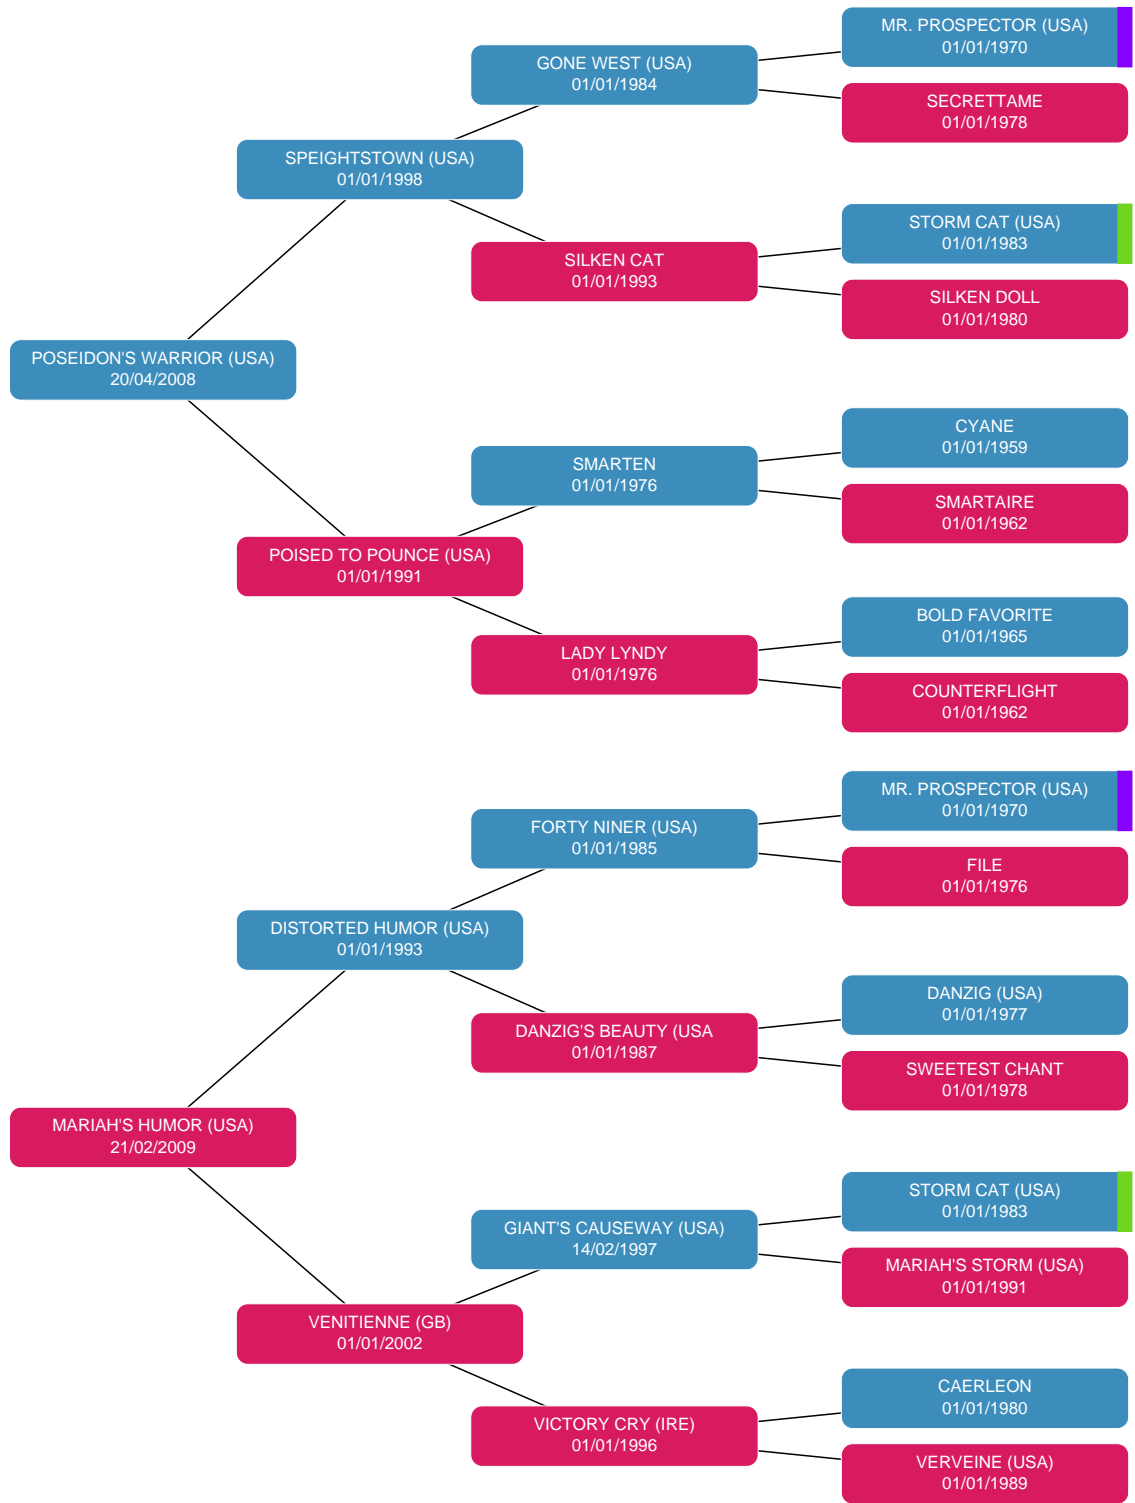 MR. PROSPECTOR (USA)
01/01/1970
GONE WEST (USA)
01/01/1984
SECRETTAME
01/01/1978
SPEIGHTSTOWN (USA)
01/01/1998
STORM CAT (USA)
01/01/1983
SILKEN CAT
01/01/1993
SILKEN DOLL
01/01/1980
POSEIDON'S WARRIOR (USA)
20/04/2008
CYANE
01/01/1959
SMARTEN
01/01/1976
SMARTAIRE
01/01/1962
POISED TO POUNCE (USA)
01/01/1991
BOLD FAVORITE
01/01/1965
LADY LYNDY
01/01/1976
COUNTERFLIGHT
01/01/1962
MR. PROSPECTOR (USA)
01/01/1970
FORTY NINER (USA)
01/01/1985
FILE
01/01/1976
DISTORTED HUMOR (USA)
01/01/1993
DANZIG (USA)
01/01/1977
DANZIG'S BEAUTY (USA
01/01/1987
SWEETEST CHANT
01/01/1978
MARIAH'S HUMOR (USA)
21/02/2009
STORM CAT (USA)
01/01/1983
GIANT'S CAUSEWAY (USA)
14/02/1997
MARIAH'S STORM (USA)
01/01/1991
VENITIENNE (GB)
01/01/2002
CAERLEON
01/01/1980
VICTORY CRY (IRE)
01/01/1996
VERVEINE (USA)
01/01/1989